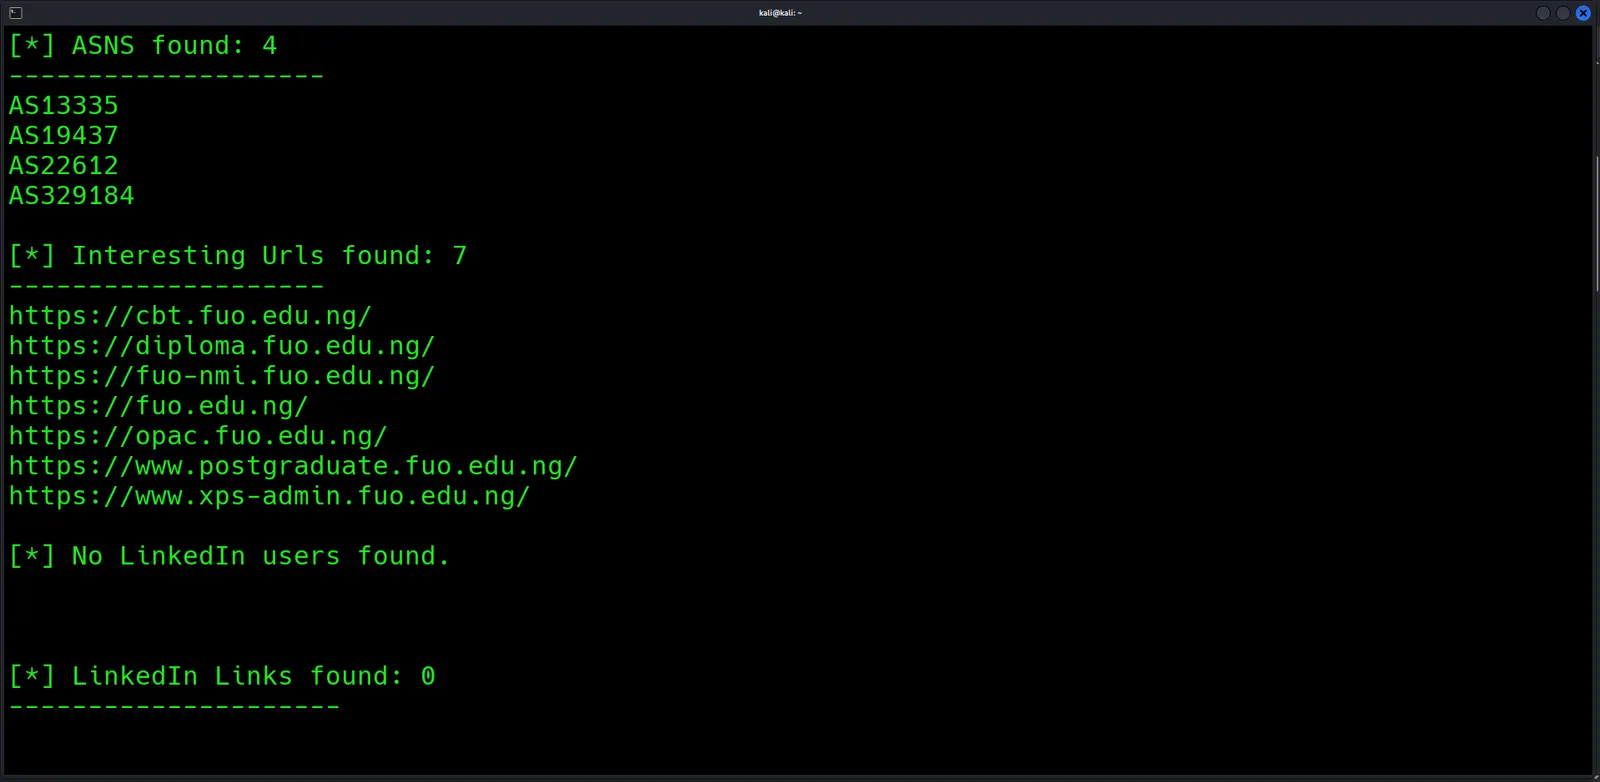 kali@kali: ~
[*] ASNS found: 4
--------------------
AS13335
AS19437
AS22612
AS329184
[*] Interesting Urls found: 7
--------------------
https://cbt.fuo.edu.ng/
https://diploma.fuo.edu.ng/
https://fuo-nmi.fuo.edu.ng/
https://fuo.edu.ng/
https://opac.fuo.edu.ng/
https://www.postgraduate.fuo.edu.ng/
https://www.xps-admin.fuo.edu.ng/
[*] No LinkedIn users found.
[*] LinkedIn Links found: 0
---------------------